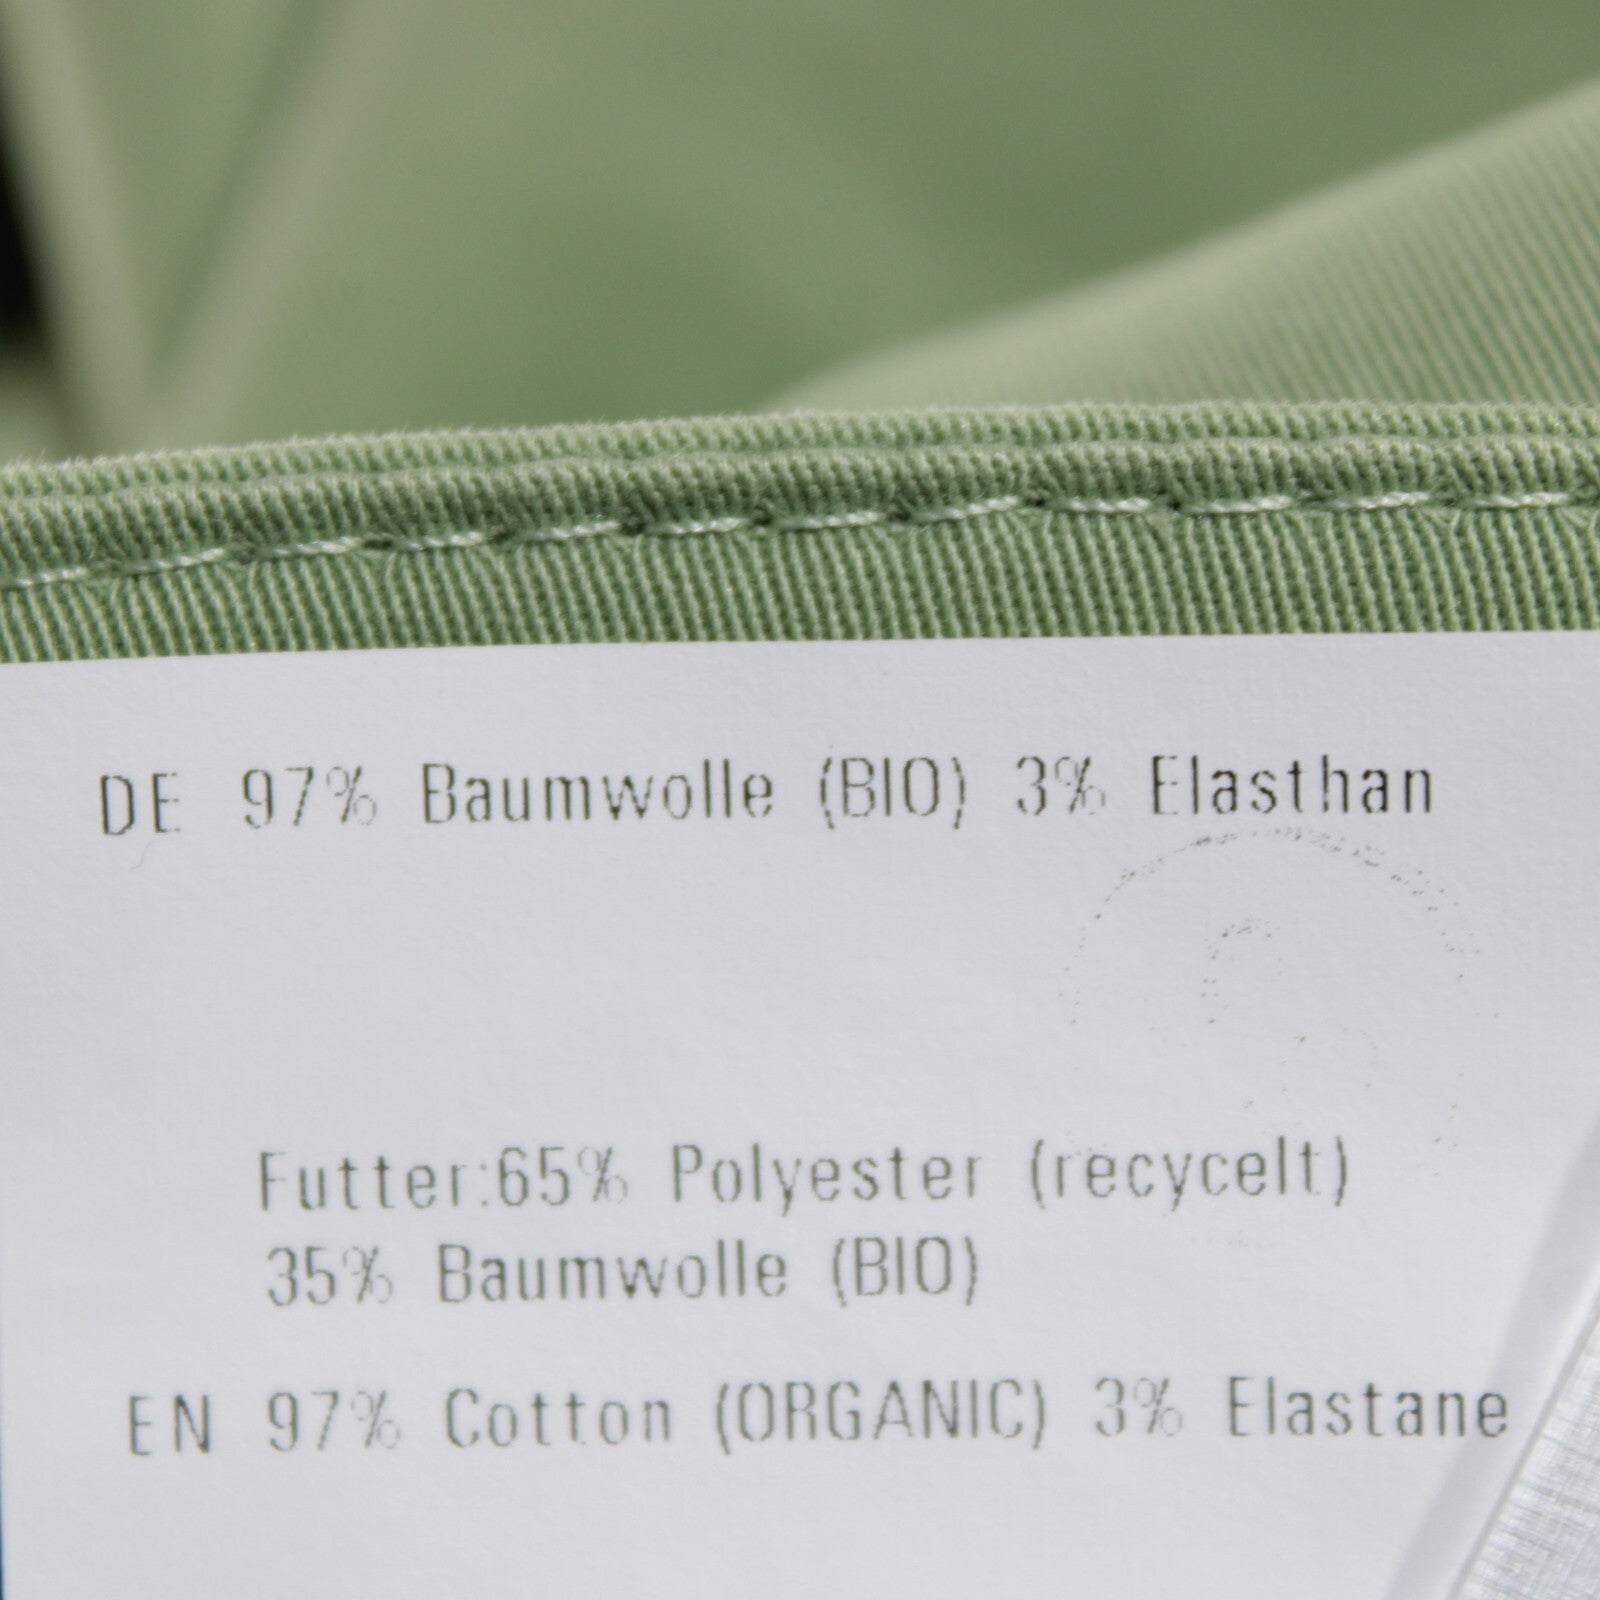 DE 97% Baumwolle (BIO) 3% Elasthan
Futter:65% Polyester (recycelt)
35% Baumwolle (BIO)
EN 97% Cotton (ORGANIC) 3% Elastane